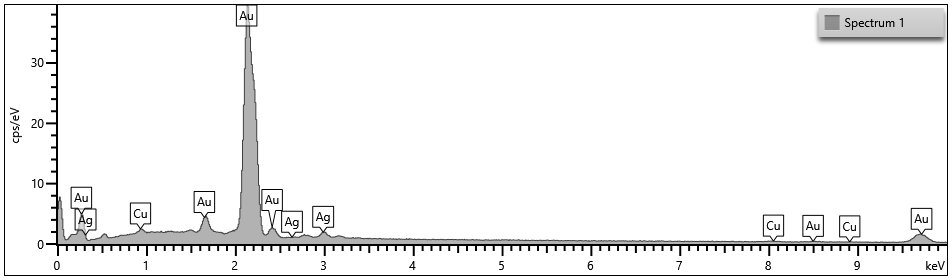 Au
Spectrum 1
30
cps/eV
20
10
Au
Ag
Cu
Au
Au
Ag
Ag
Cu
Au
Cu
Au
0
0
1
2
3
4
5
6
7
8
9
keV